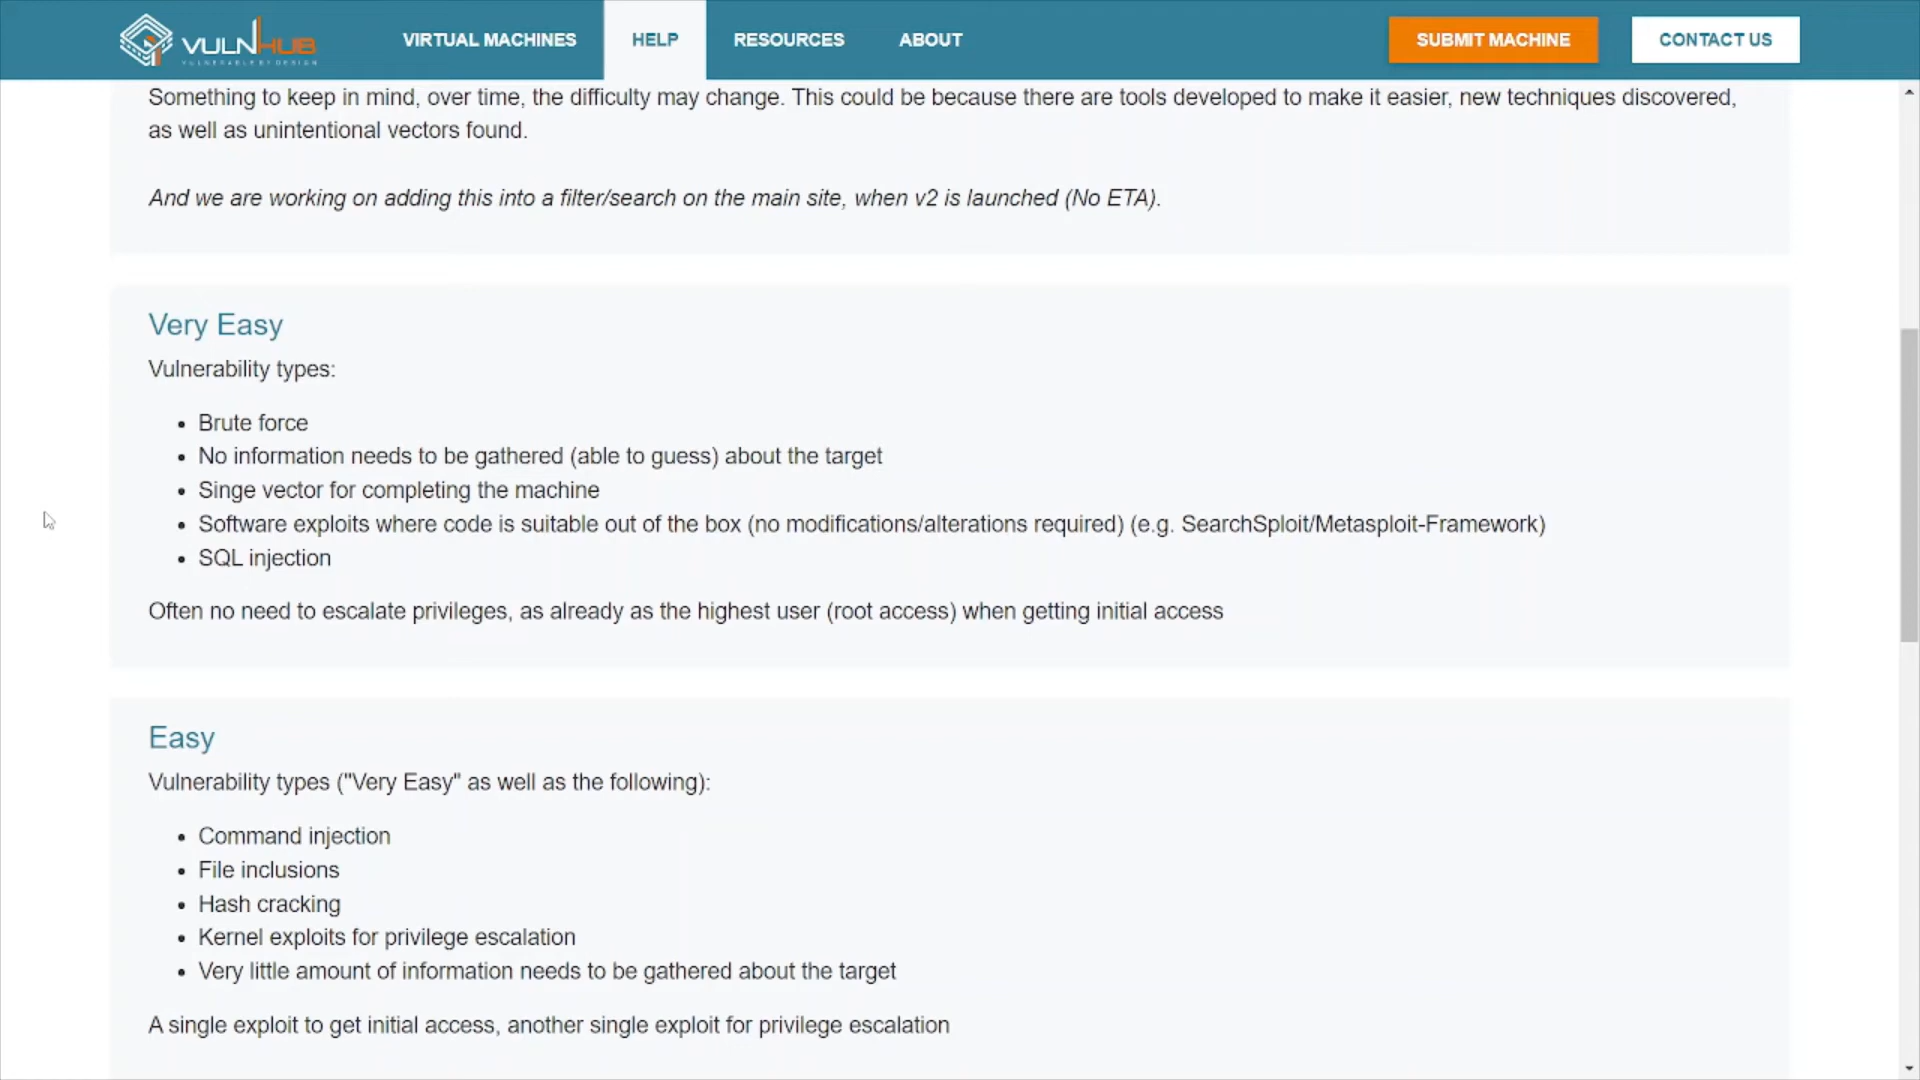 VULNHUB
VULNERABLE BY DESIGN
VIRTUAL MACHINES
HELP
RESOURCES
ABOUT
SUBMIT MACHINE
CONTACT US
Something to keep in mind, over time, the difficulty may change. This could be because there are tools developed to make it easier, new techniques discovered,
as well as unintentional vectors found.
And we are working on adding this into a filter/search on the main site, when v2 is launched (No ETA).
Very Easy
Vulnerability types:
• Brute force
• No information needs to be gathered (able to guess) about the target
• Singe vector for completing the machine
• Software exploits where code is suitable out of the box (no modifications/alterations required) (e.g. SearchSploit/Metasploit-Framework)
• SQL injection
Often no need to escalate privileges, as already as the highest user (root access) when getting initial access
Easy
Vulnerability types ("Very Easy" as well as the following):
• Command injection
• File inclusions
• Hash cracking
• Kernel exploits for privilege escalation
• Very little amount of information needs to be gathered about the target
A single exploit to get initial access, another single exploit for privilege escalation